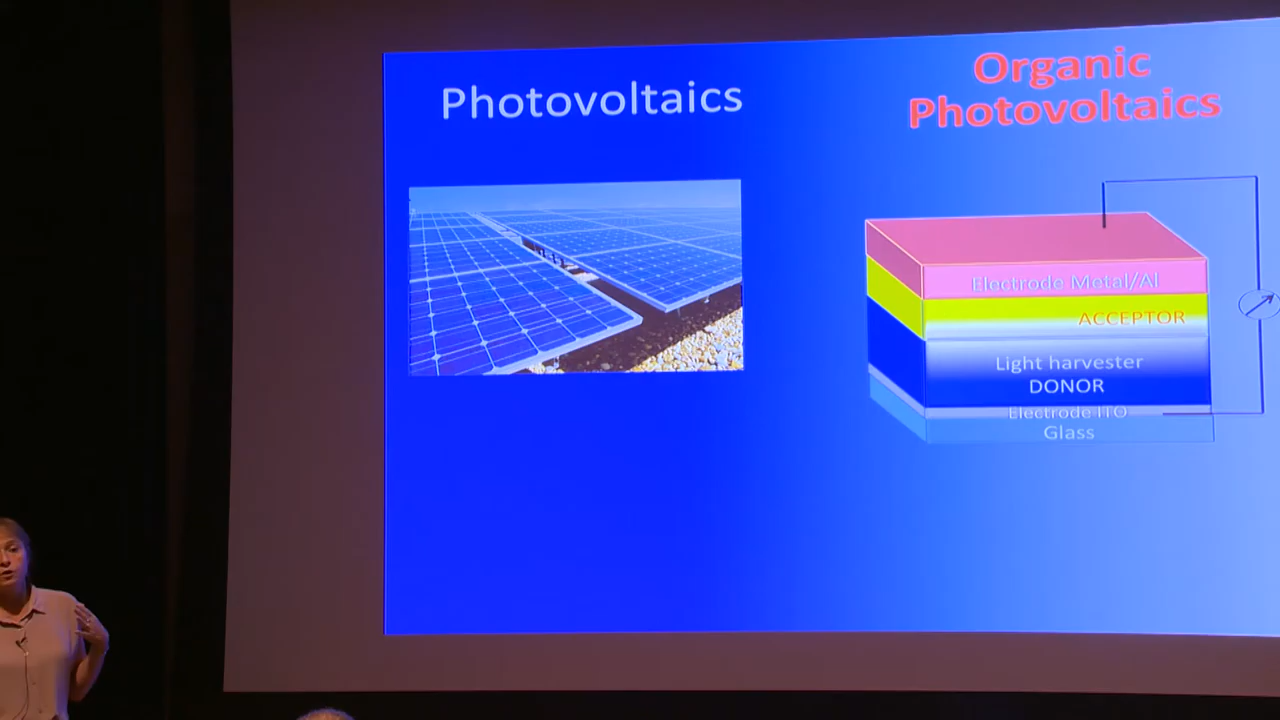 Photovoltaics
Organic
Photovoltaics
Electrode Metal/Al
ACCEPTOR
Light harvester
DONOR
Electrode ITO
Glass